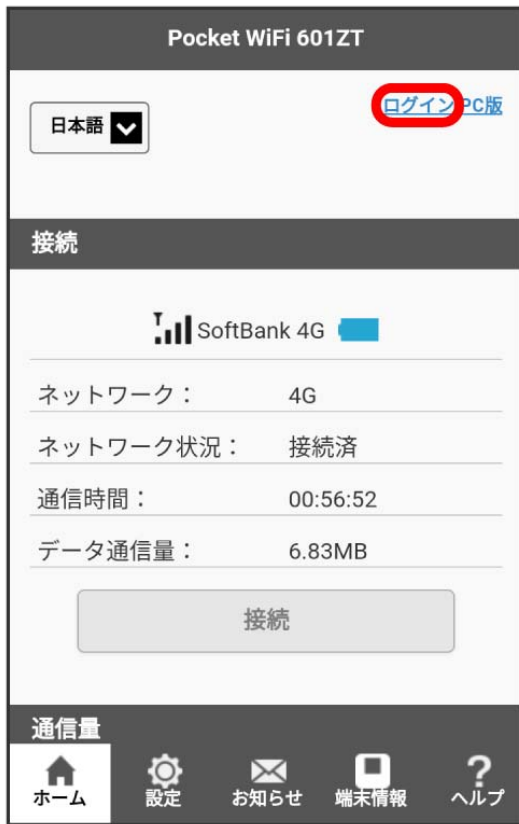 Pocket WiFi 601ZT
ログイン PC版
日本語
接続
SoftBank 4G
ネットワーク： 4G
ネットワーク状況： 接続済
通信時間： 00:56:52
データ通信量： 6.83MB
接続
通信量
ホーム 設定 お知らせ 端末情報 ヘルプ